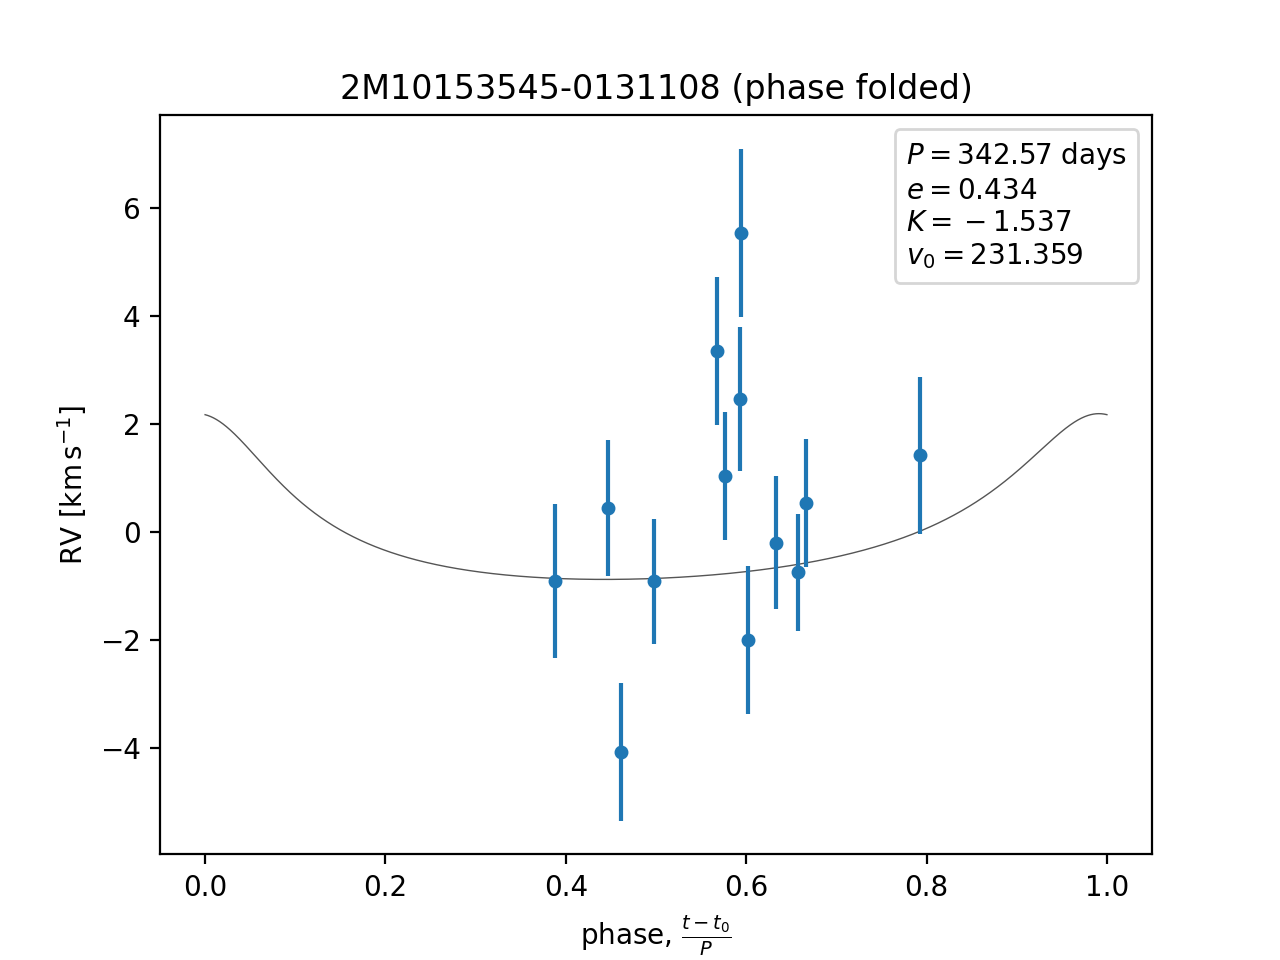 2M10153545-0131108 (phase folded)
P = 342.57 days
e = 0.434
K = −1.537
v₀ = 231.359
6
4
2
0
−2
−4
RV [km s⁻¹]
0.0 0.2 0.4 0.6 0.8 1.0
phase, (t − t₀)/P